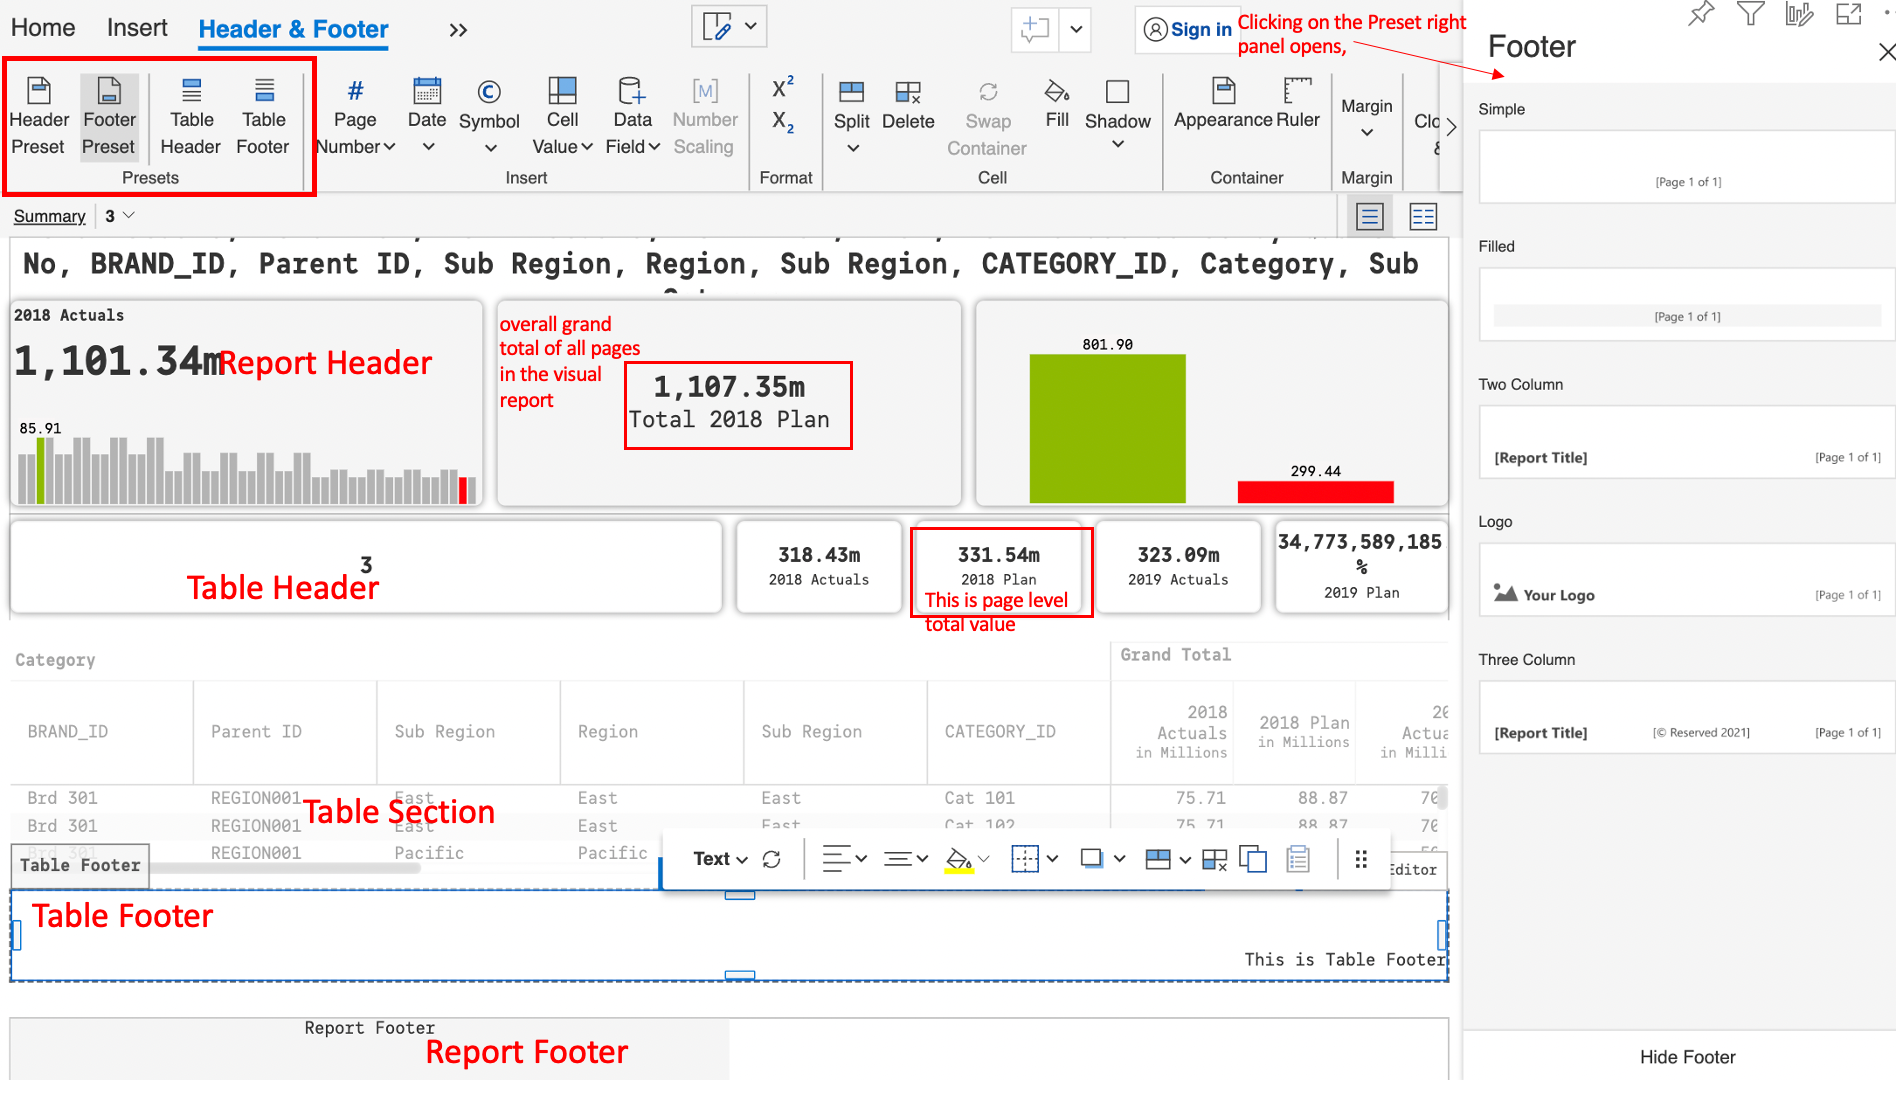 Home Insert Header & Footer >>
Sign in
Clicking on the Preset right
panel opens,
Header
Preset
Footer
Preset
Table
Header
Table
Footer
Presets
# Page
Number
Date
Symbol
Cell
Value
Data
Field
Number
Scaling
Insert
X²
X₂
Format
Split
Delete
Swap
Container
Cell
Fill
Shadow
Appearance
Ruler
Container
Margin
Margin
Clo
&
Summary 3
No, BRAND_ID, Parent ID, Sub Region, Region, Sub Region, CATEGORY_ID, Category, Sub
2018 Actuals
1,101.34m
Report Header
85.91
overall grand
total of all pages
in the visual
report
1,107.35m
Total 2018 Plan
801.90
299.44
3
Table Header
318.43m
2018 Actuals
331.54m
2018 Plan
This is page level
total value
323.09m
2019 Actuals
34,773,589,185
%
2019 Plan
Category
Grand Total
BRAND_ID Parent ID Sub Region Region Sub Region CATEGORY_ID
2018
Actuals
in Millions
2018 Plan
in Millions
20
Actua
in Milli
Brd 301 REGION001 East East East Cat 101 75.71 88.87 70
Table Section
Brd 301 REGION001 East East East Cat 102 75.71 88.87 70
Brd 301 REGION001 Pacific Pacific
Table Footer
Text
Editor
Table Footer
This is Table Footer
Report Footer
Report Footer
Footer
Simple
[Page 1 of 1]
Filled
[Page 1 of 1]
Two Column
[Report Title] [Page 1 of 1]
Logo
Your Logo [Page 1 of 1]
Three Column
[Report Title] [© Reserved 2021] [Page 1 of 1]
Hide Footer